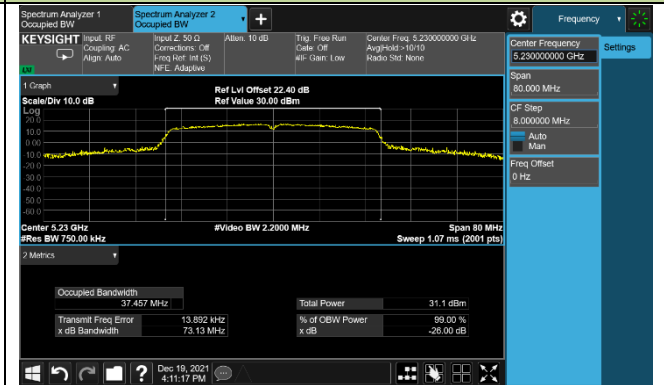 Spectrum Analyzer 1
Occupied BW
Spectrum Analyzer 2
Occupied BW
Frequency
KEYSIGHT
Input: RF
Coupling: AC
Align: Auto
Input Z: 50 Ω
Corrections: Off
Freq Ref: Int (S)
NFE: Adaptive
Atten: 10 dB
Trig: Free Run
Gate: Off
#IF Gain: Low
Center Freq: 5.230000000 GHz
Avg|Hold:>10/10
Radio Std: None
Center Frequency
5.230000000 GHz
Settings
Span
80.000 MHz
CF Step
8.000000 MHz
Auto
Man
Freq Offset
0 Hz
1 Graph
Scale/Div 10.0 dB
Ref Lvl Offset 22.40 dB
Ref Value 30.00 dBm
Log
20.0
10.0
0.00
-10.0
-20.0
-30.0
-40.0
-50.0
-60.0
Center 5.23 GHz
#Res BW 750.00 kHz
#Video BW 2.2000 MHz
Span 80 MHz
Sweep 1.07 ms (2001 pts)
2 Metrics
Occupied Bandwidth
37.457 MHz
Total Power
31.1 dBm
Transmit Freq Error
13.892 kHz
% of OBW Power
99.00 %
x dB Bandwidth
73.13 MHz
x dB
-26.00 dB
Dec 19, 2021
4:11:17 PM